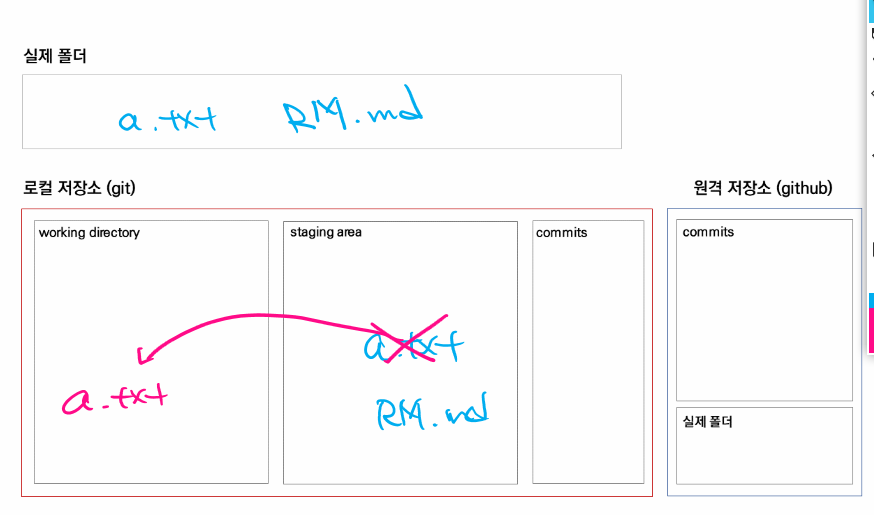 실제 폴더
a.txt RM.md
로컬 저장소 (git)
원격 저장소 (github)
working directory
staging area
commits
commits
a.txt
a.txt
RM.md
실제 폴더